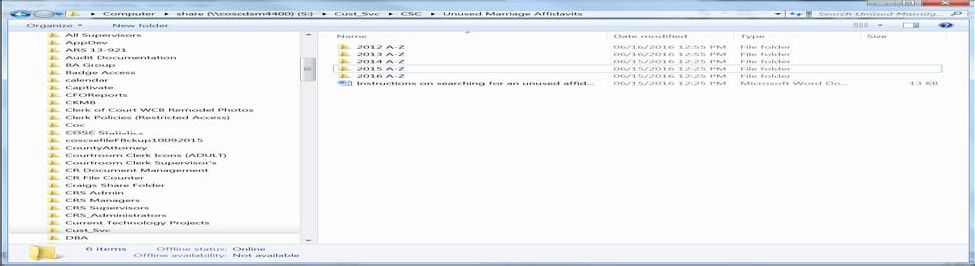 Computer ▸ share (\\coscdsm4400) (S:) ▸ Cust_Svc ▸ CSC ▸ Unused Marriage Affidavits
Search Unused Marriag...
Organize New folder
All Supervisors
AppDev
ARS 13-921
Audit Documentation
BA Group
Badge Access
calendar
Captivate
CFOReports
CKMB
Clerk of Court WCB Remodel Photos
Clerk Policies (Restricted Access)
Coc
COSC Statistics
coscsefileFBckup10092015
CountyAttorney
Courtroom Clerk Icons (ADULT)
Courtroom Clerk Supervisor's
CR Document Management
CR File Counter
Craigs Share Folder
CRS Admin
CRS Managers
CRS Supervisors
CRS_Administrators
Current Technology Projects
Cust_Svc
DBA
Name Date modified Type Size
2012 A-Z 06/16/2016 12:55 PM File folder
2013 A-Z 06/15/2016 12:25 PM File folder
2014 A-Z 06/15/2016 12:25 PM File folder
2015 A-Z 06/15/2016 12:25 PM File folder
2016 A-Z 06/15/2016 12:25 PM File folder
Instructions on searching for an unused affid... 06/15/2016 12:25 PM Microsoft Word Do... 13 KB
6 items Offline status: Online
Offline availability: Not available